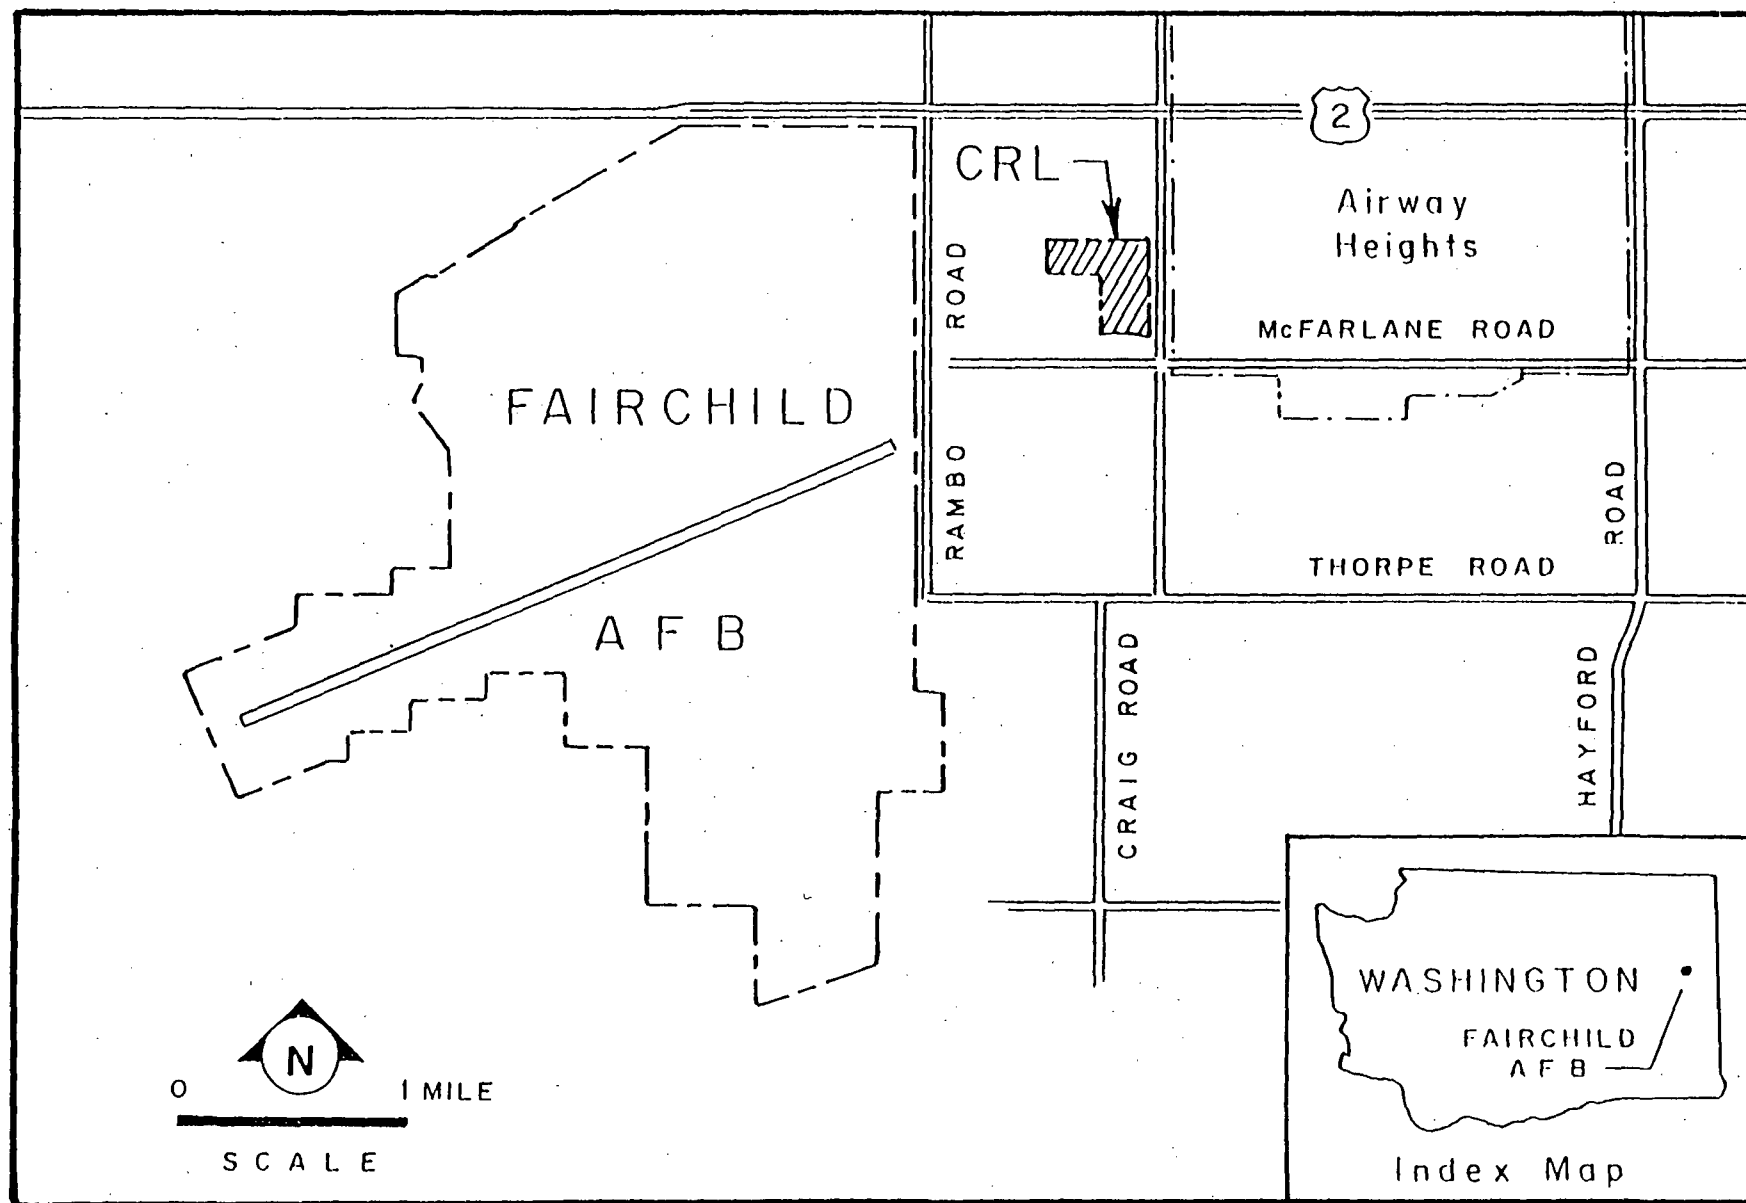 2
CRL
Airway
Heights
RAMBO ROAD
McFARLANE ROAD
FAIRCHILD
AFB
THORPE ROAD
CRAIG ROAD
HAYFORD ROAD
WASHINGTON
FAIRCHILD
AFB
Index Map
N
0 1 MILE
SCALE